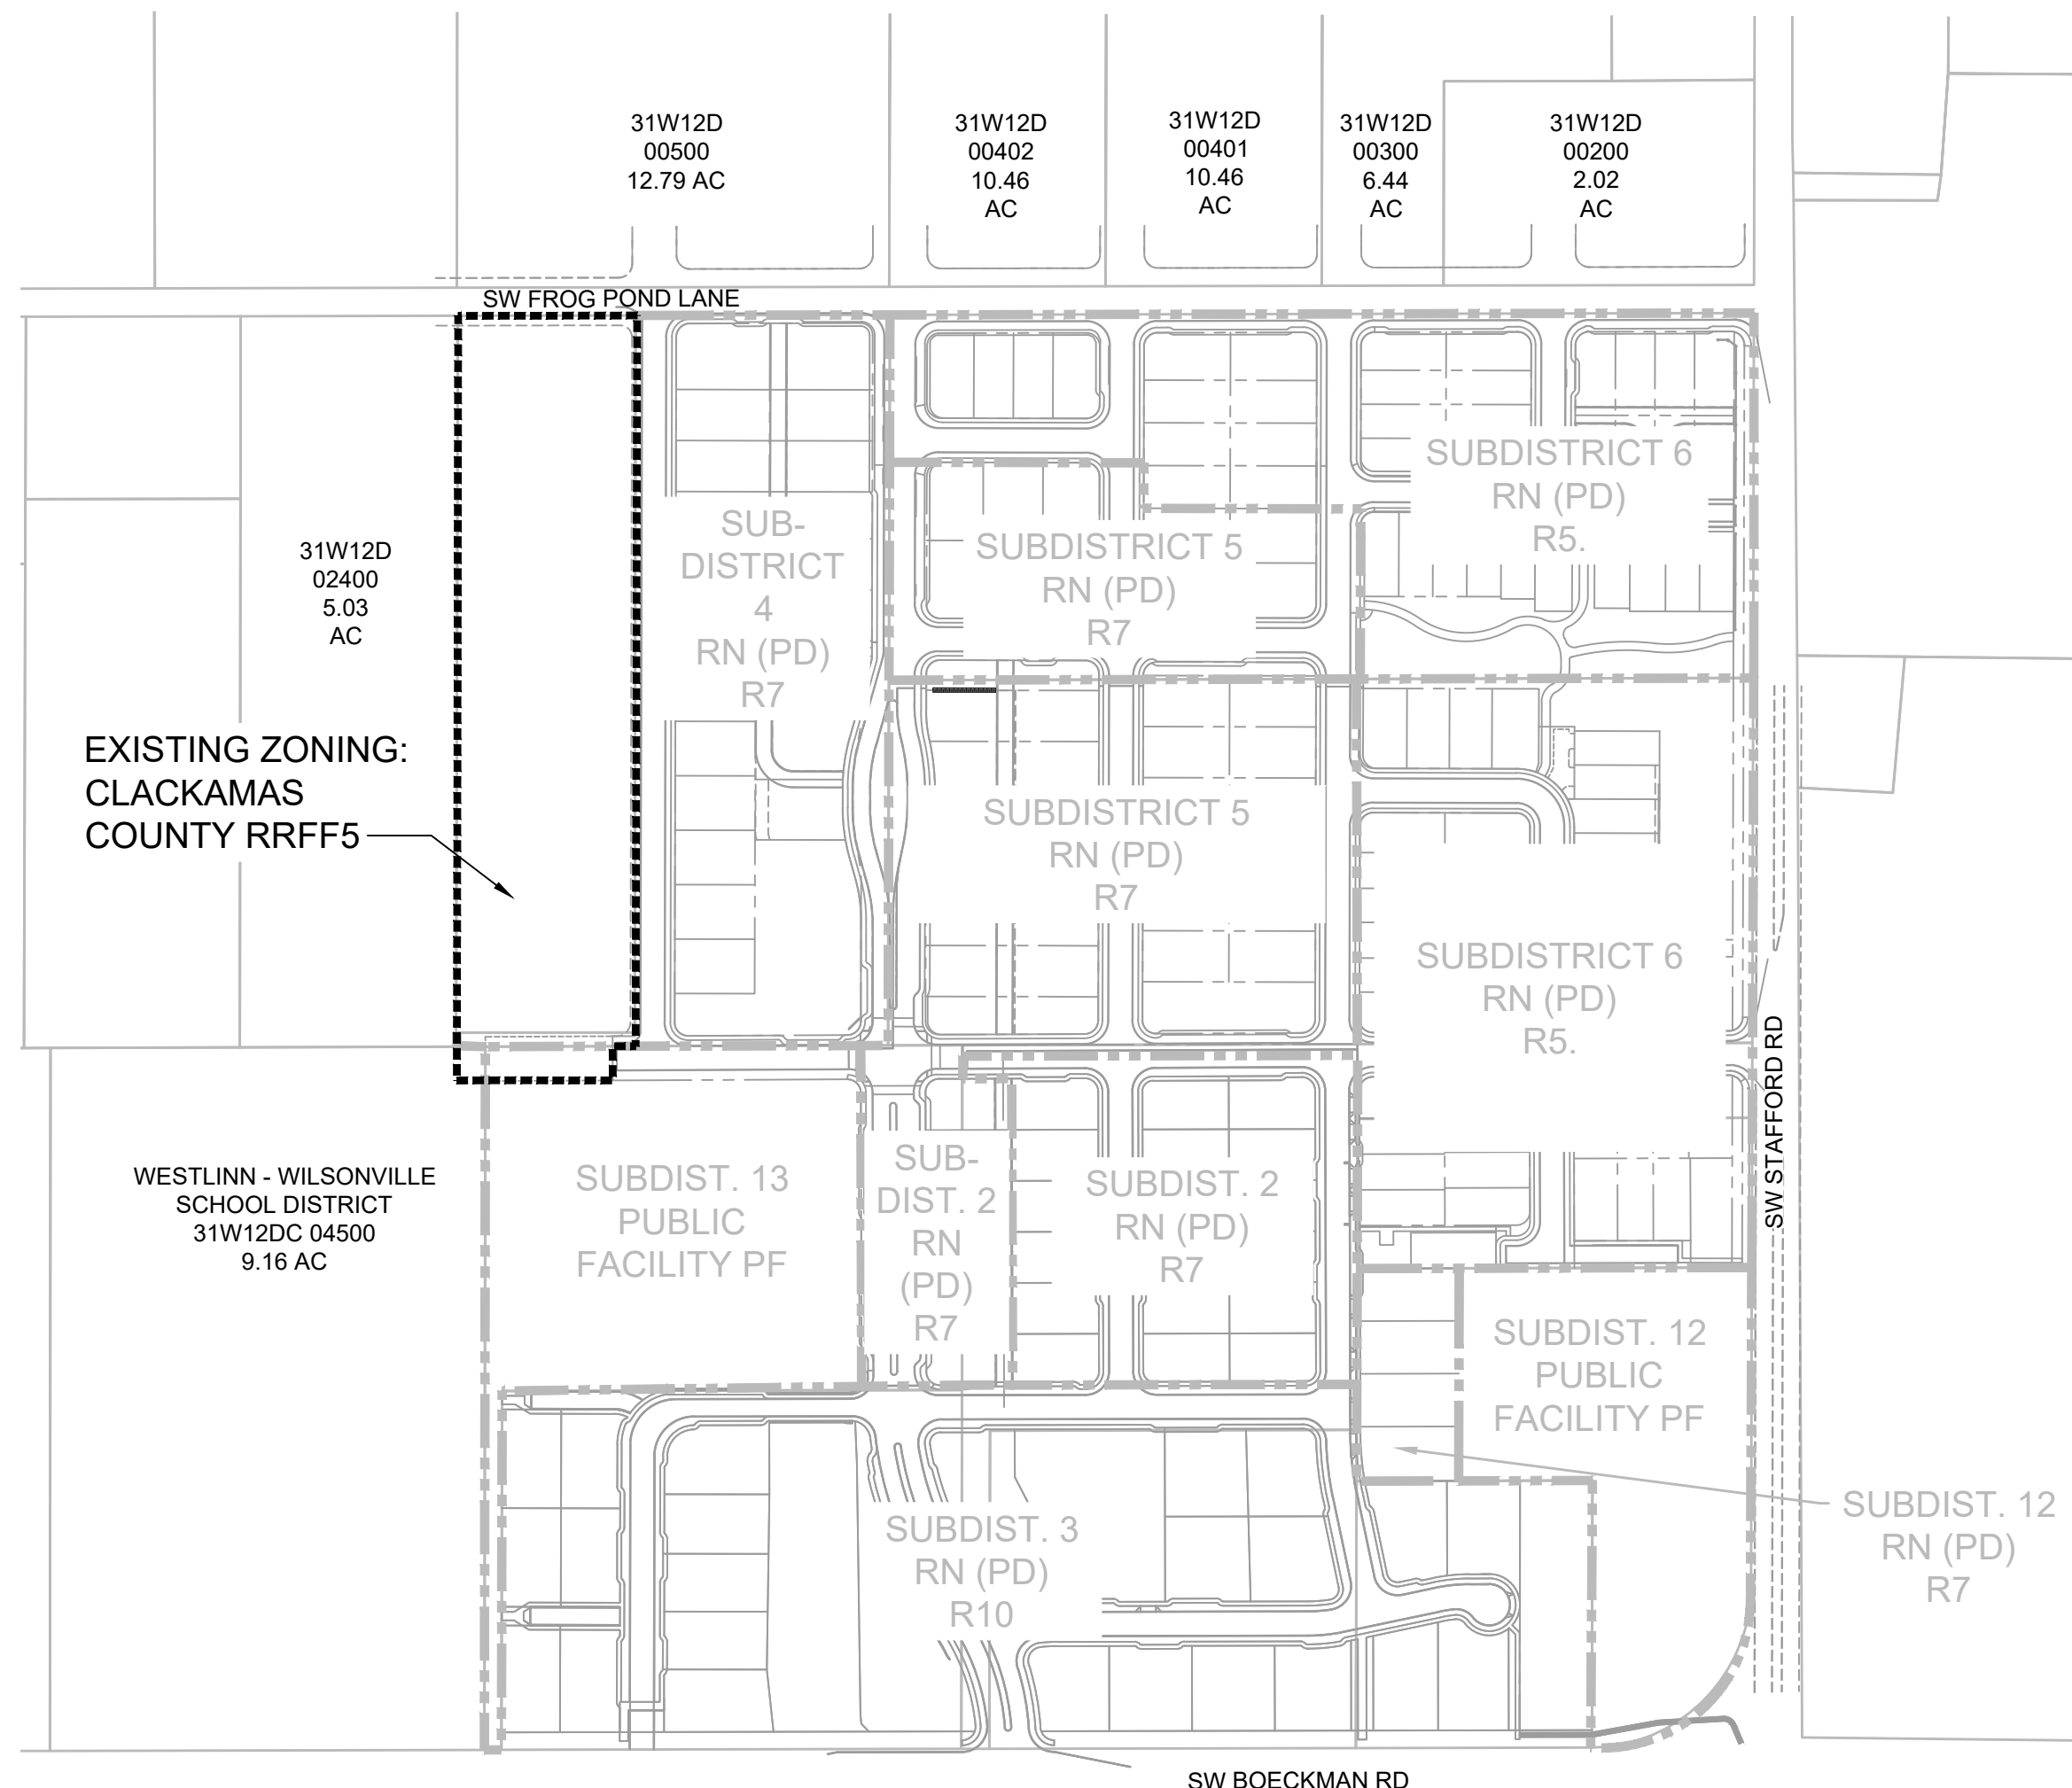 31W12D
00500
12.79 AC
31W12D
00402
10.46
AC
31W12D
00401
10.46
AC
31W12D
00300
6.44
AC
31W12D
00200
2.02
AC
SW FROG POND LANE
SUBDISTRICT 6
RN (PD)
R5.
SUB-
DISTRICT
4
RN (PD)
R7
SUBDISTRICT 5
RN (PD)
R7
31W12D
02400
5.03
AC
EXISTING ZONING:
CLACKAMAS
COUNTY RRFF5
SUBDISTRICT 5
RN (PD)
R7
SUBDISTRICT 6
RN (PD)
R5.
SW STAFFORD RD
WESTLINN - WILSONVILLE
SCHOOL DISTRICT
31W12DC 04500
9.16 AC
SUBDIST. 13
PUBLIC
FACILITY PF
SUB-
DIST. 2
RN
(PD)
R7
SUBDIST. 2
RN (PD)
R7
SUBDIST. 12
PUBLIC
FACILITY PF
SUBDIST. 3
RN (PD)
R10
SUBDIST. 12
RN (PD)
R7
SW BOECKMAN RD